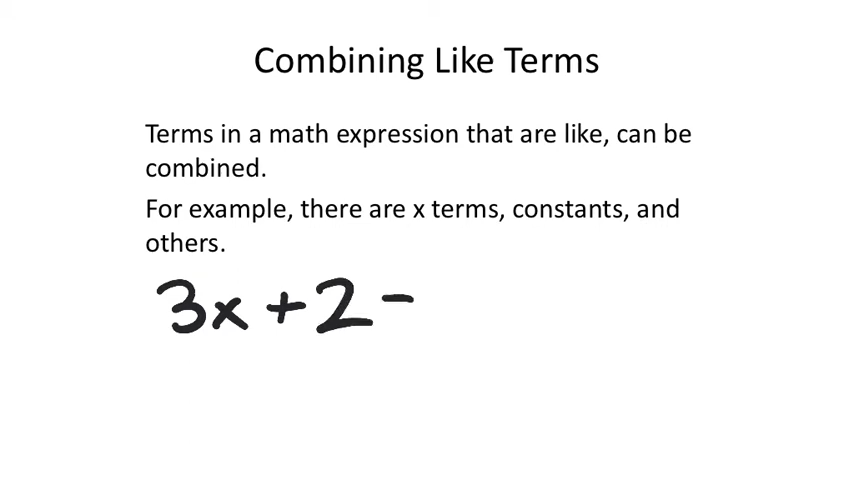 Combining Like Terms
Terms in a math expression that are like, can be
combined.
For example, there are x terms, constants, and
others.
3x + 2 -